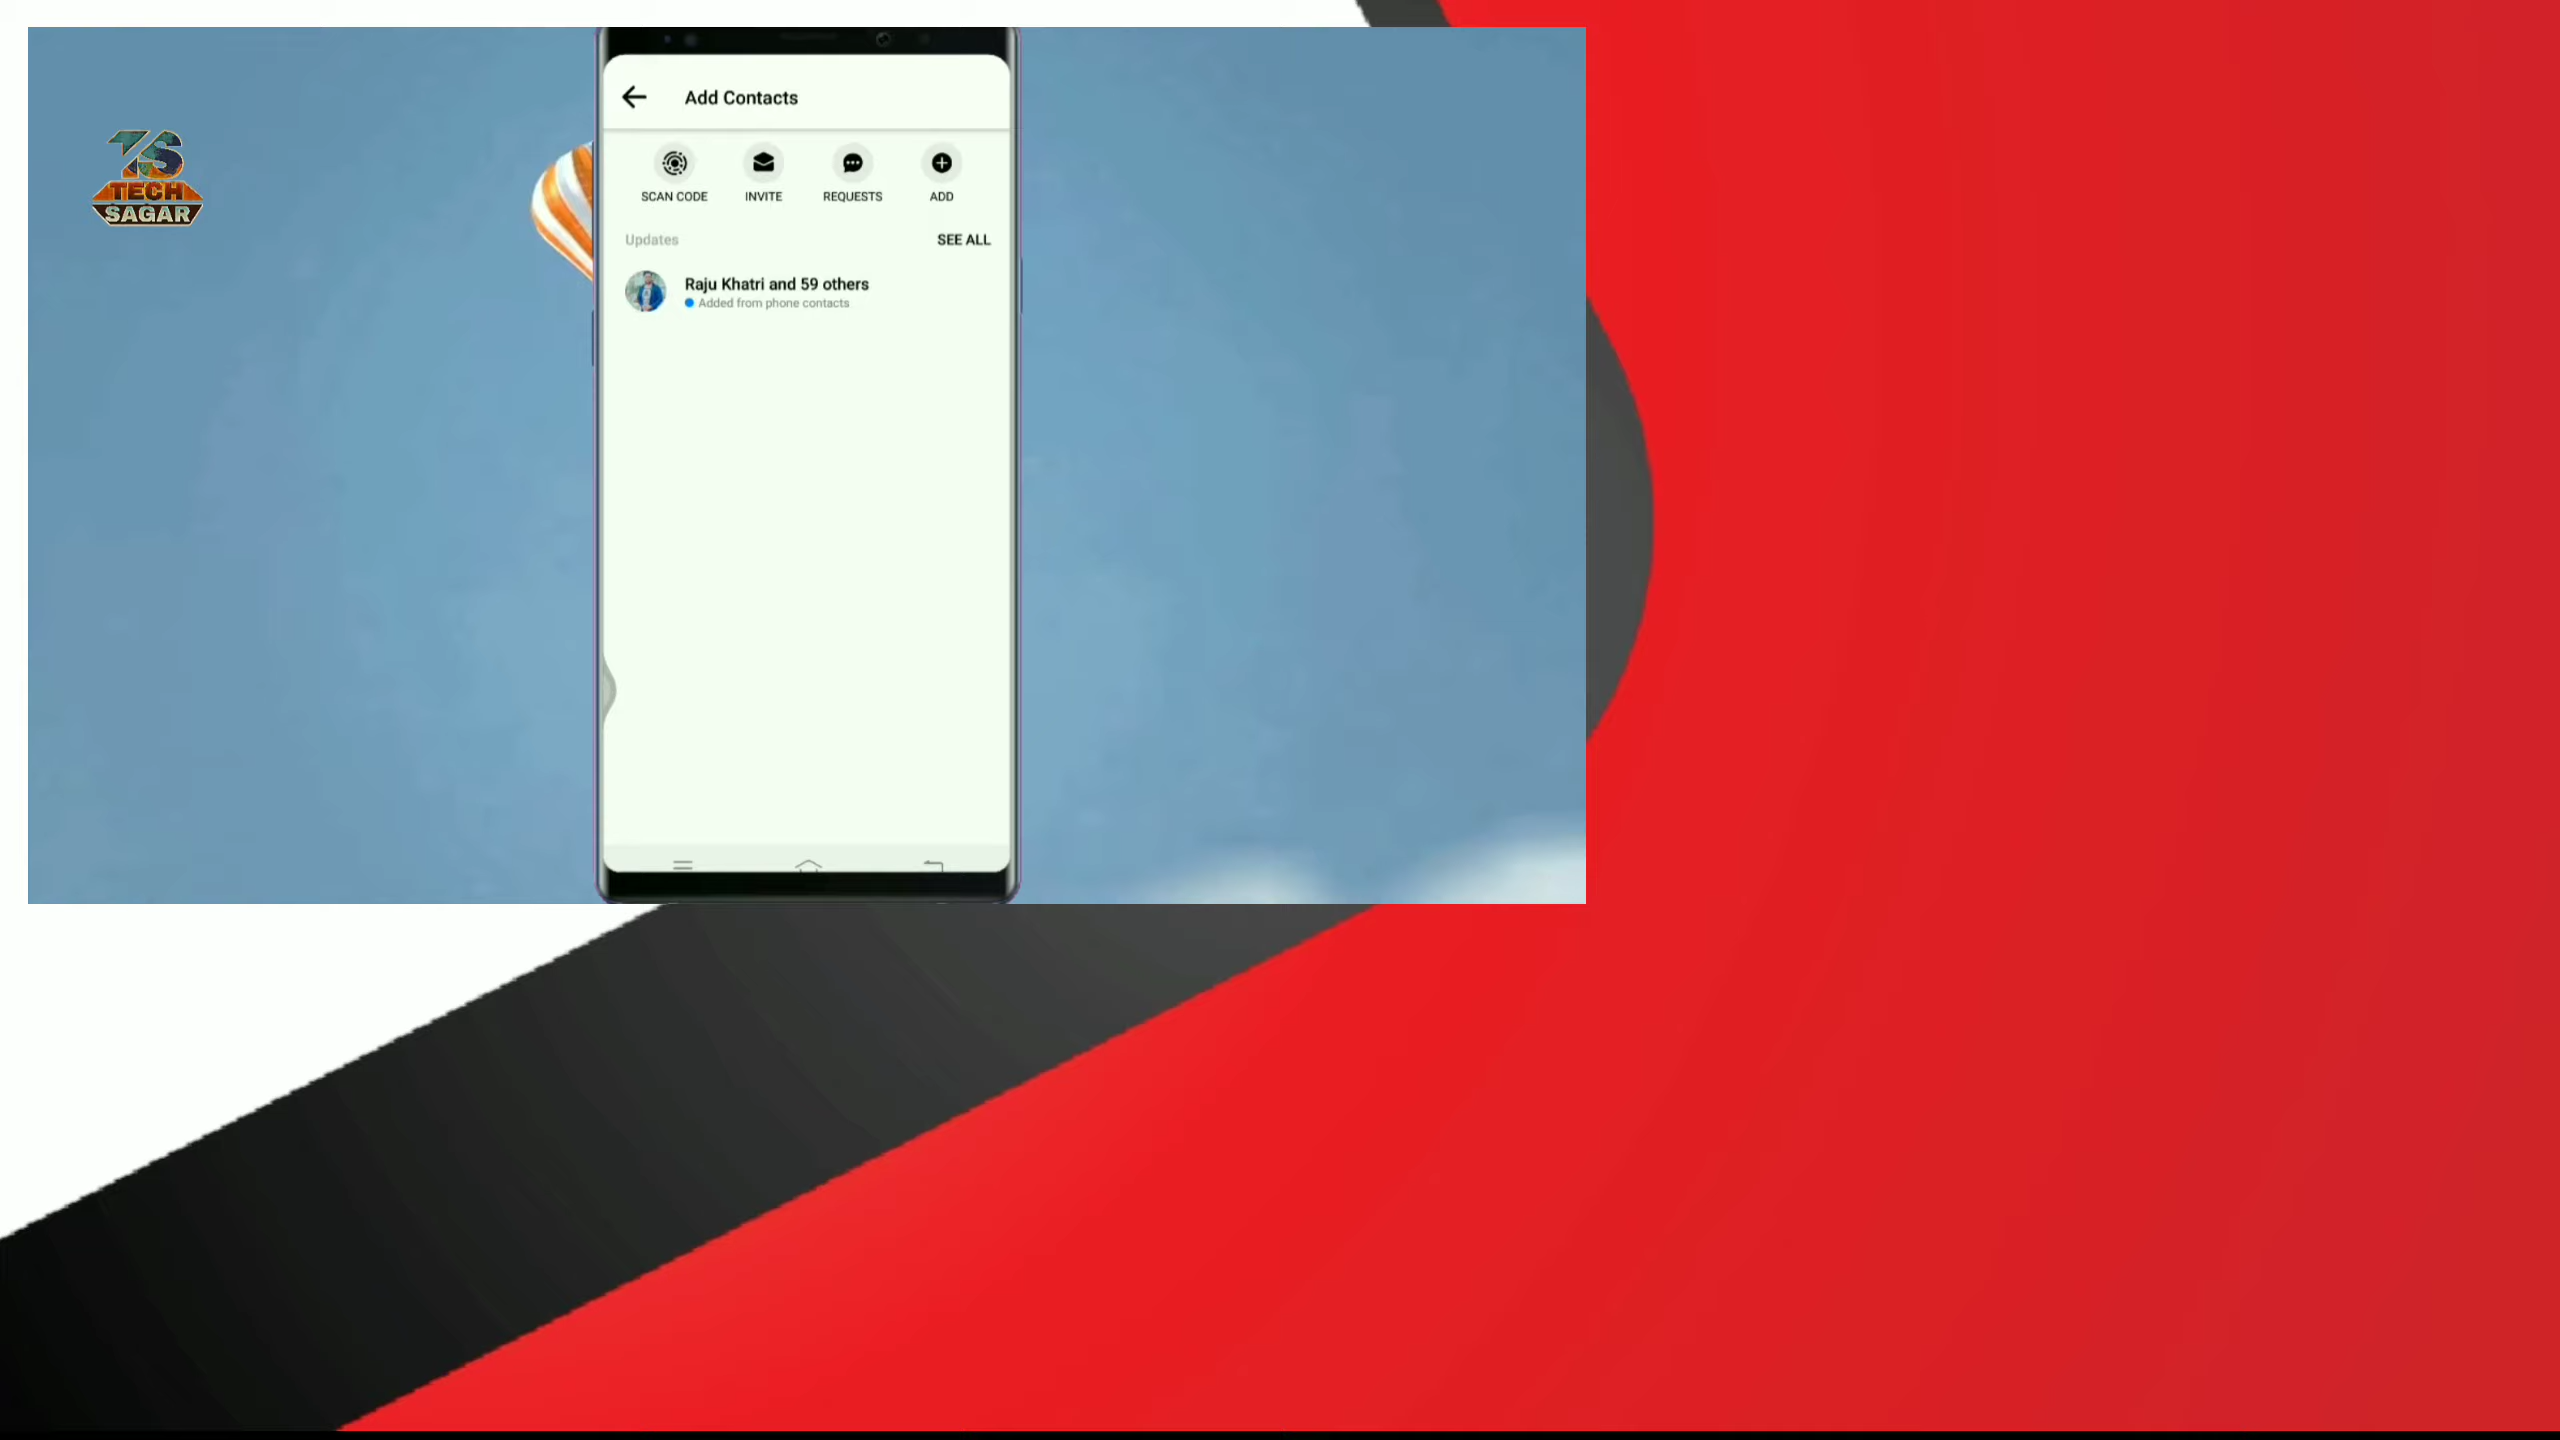 Add Contacts
SCAN CODE
INVITE
REQUESTS
ADD
Updates
SEE ALL
Raju Khatri and 59 others
Added from phone contacts
TS
TECH
SAGAR